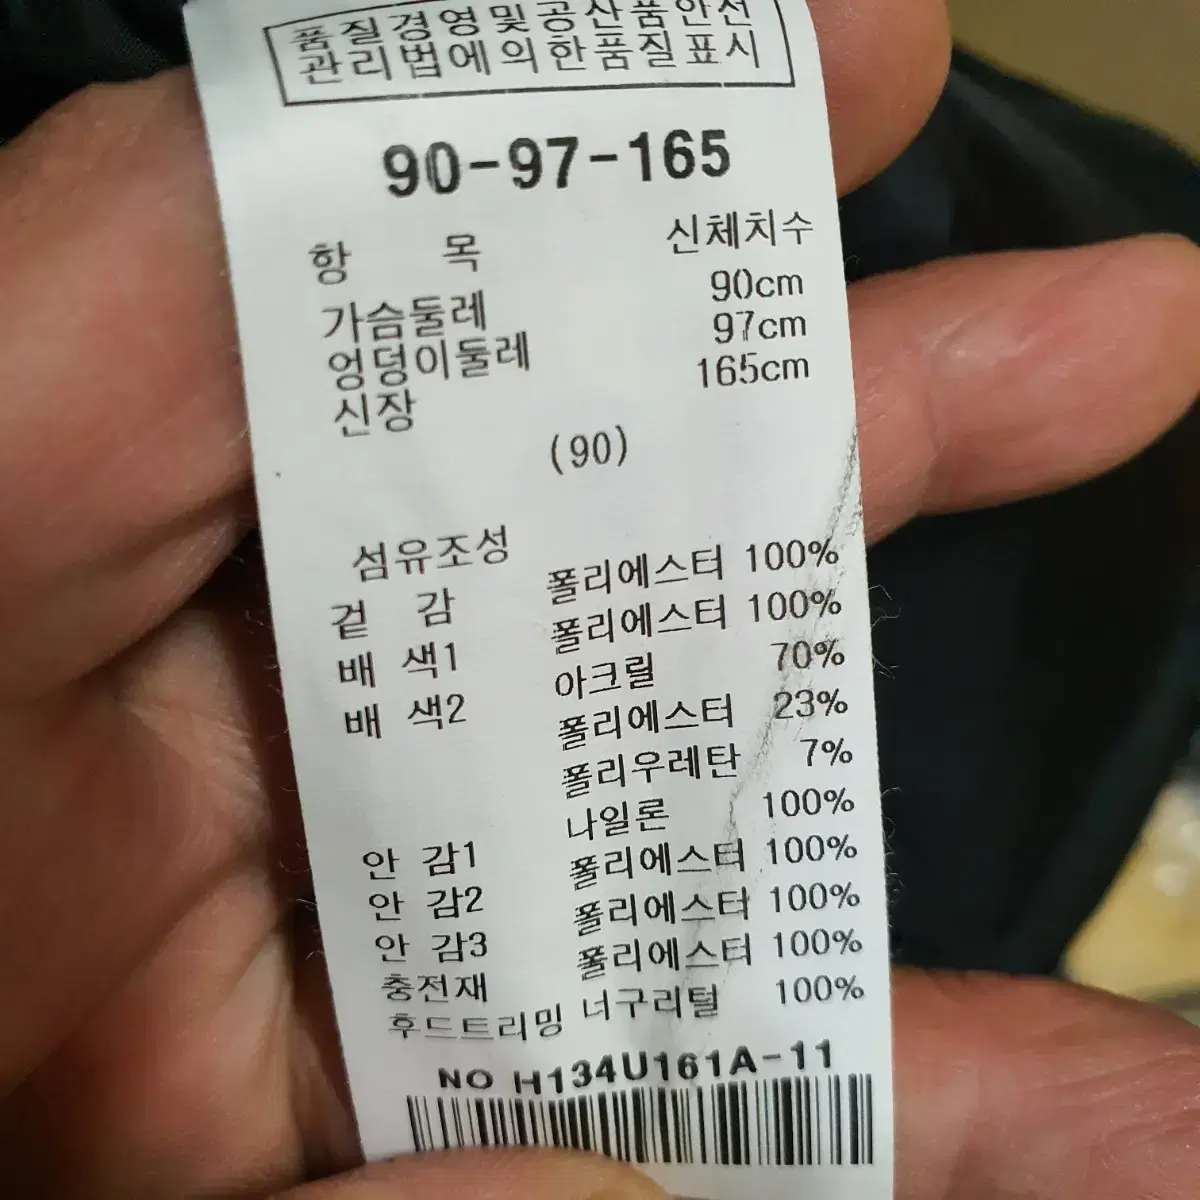 품질경영및공산품안전
관리법에의한품질표시
90-97-165
항 목 신체치수
가슴둘레 90cm
엉덩이둘레 97cm
신장 165cm
(90)
섬유조성
겉 감 폴리에스터 100%
배 색1 폴리에스터 100%
배 색2 아크릴 70%
폴리에스터 23%
폴리우레탄 7%
안 감1 나일론 100%
안 감2 폴리에스터 100%
안 감3 폴리에스터 100%
충전재 폴리에스터 100%
후드트리밍 너구리털 100%
NO H134U161A-11